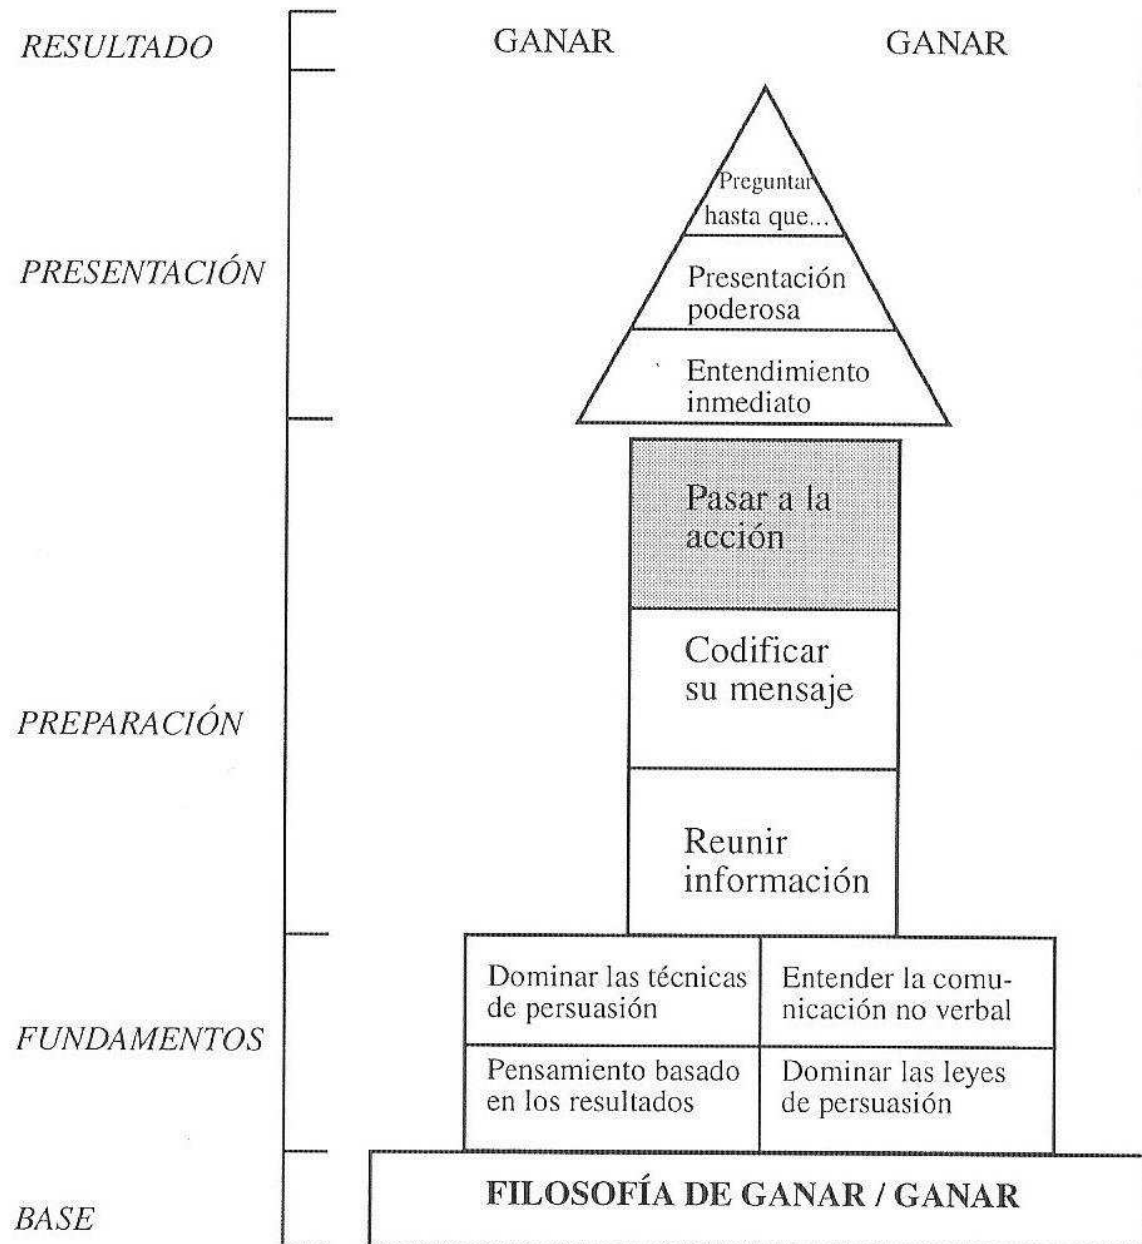 RESULTADO
GANAR GANAR
PRESENTACIÓN
Preguntar
hasta que...
Presentación
poderosa
Entendimiento
inmediato
PREPARACIÓN
Pasar a la
acción
Codificar
su mensaje
Reunir
información
FUNDAMENTOS
Dominar las técnicas
de persuasión
Entender la comu-
nicación no verbal
Pensamiento basado
en los resultados
Dominar las leyes
de persuasión
BASE
FILOSOFÍA DE GANAR / GANAR